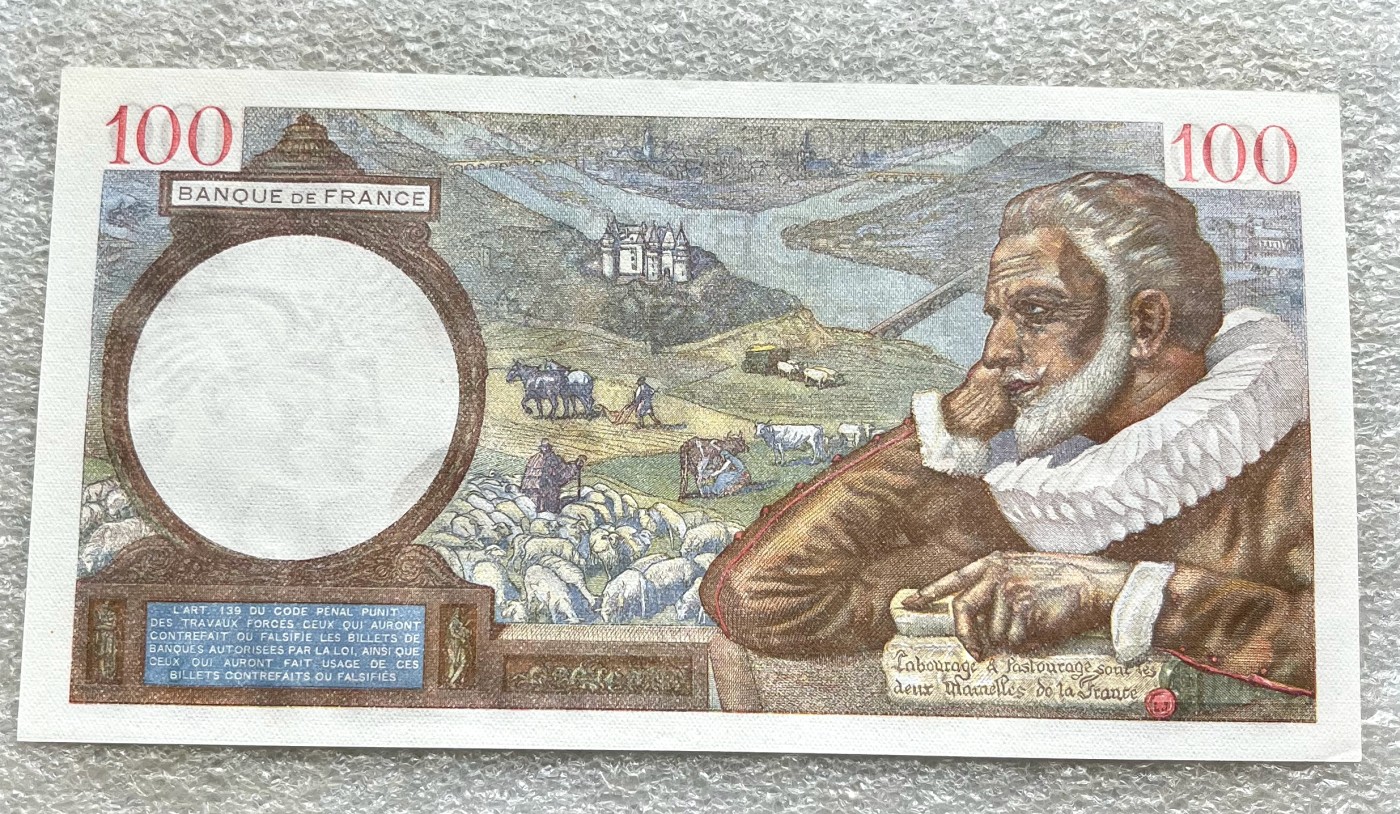 100
100
BANQUE DE FRANCE
L'ART. 139 DU CODE PÉNAL PUNIT
DES TRAVAUX FORCÉS CEUX QUI AURONT
CONTREFAIT OU FALSIFIÉ LES BILLETS DE
BANQUES AUTORISÉES PAR LA LOI, AINSI QUE
CEUX QUI AURONT FAIT USAGE DE CES
BILLETS CONTREFAITS OU FALSIFIÉS
Labourage & Pastourage sont les
deux Mamelles de la France